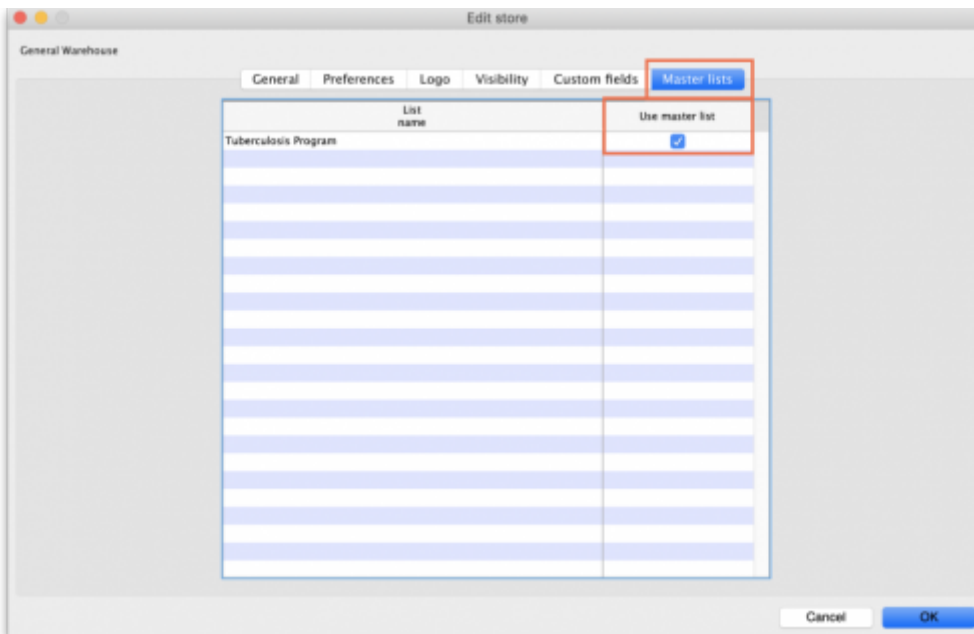 Edit store
General Warehouse
General Preferences Logo Visibility Custom fields Master lists
List
name
Use master list
Tuberculosis Program
Cancel OK